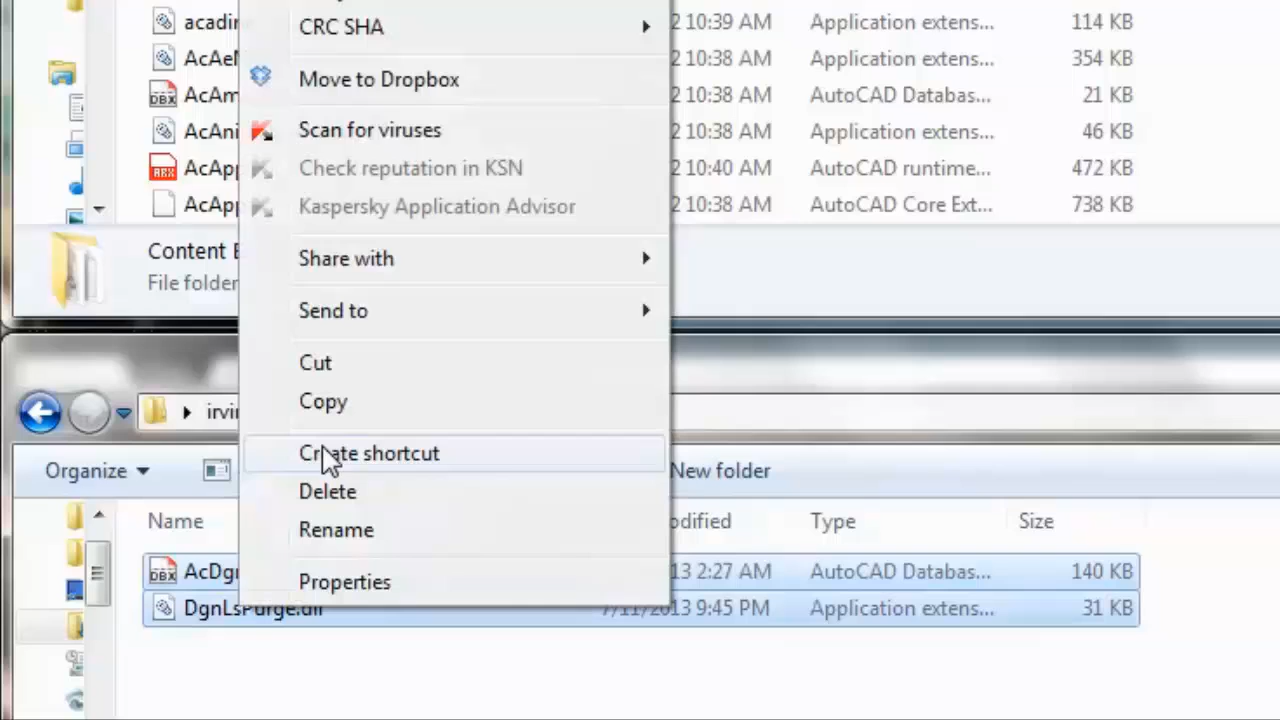 acadin
2 10:39 AM Application extens... 114 KB
CRC SHA
AcAe
2 10:38 AM Application extens... 354 KB
Move to Dropbox
AcAm
2 10:38 AM AutoCAD Databas... 21 KB
Scan for viruses
AcAni
2 10:38 AM Application extens... 46 KB
Check reputation in KSN
AcApp
2 10:40 AM AutoCAD runtime... 472 KB
Kaspersky Application Advisor
AcApp
2 10:38 AM AutoCAD Core Ext... 738 KB
Content
Share with
File folder
Send to
Cut
Copy
irvin
Create shortcut
Organize
New folder
Delete
Rename
Name
odified Type Size
AcDgn
13 2:27 AM AutoCAD Databas... 140 KB
Properties
DgnLsPurge.dll 7/11/2013 9:45 PM Application extens... 31 KB